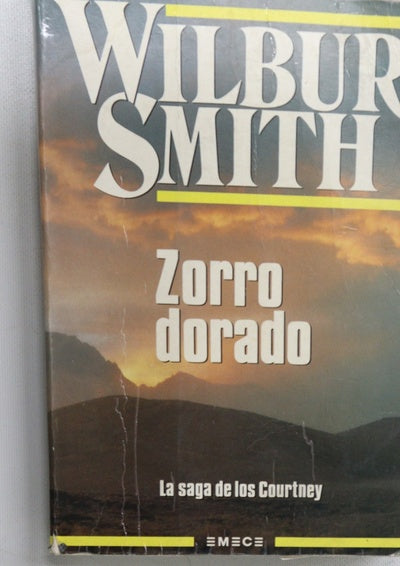 WILBUR
SMITH
Zorro
dorado
La saga de los Courtney
EMECE